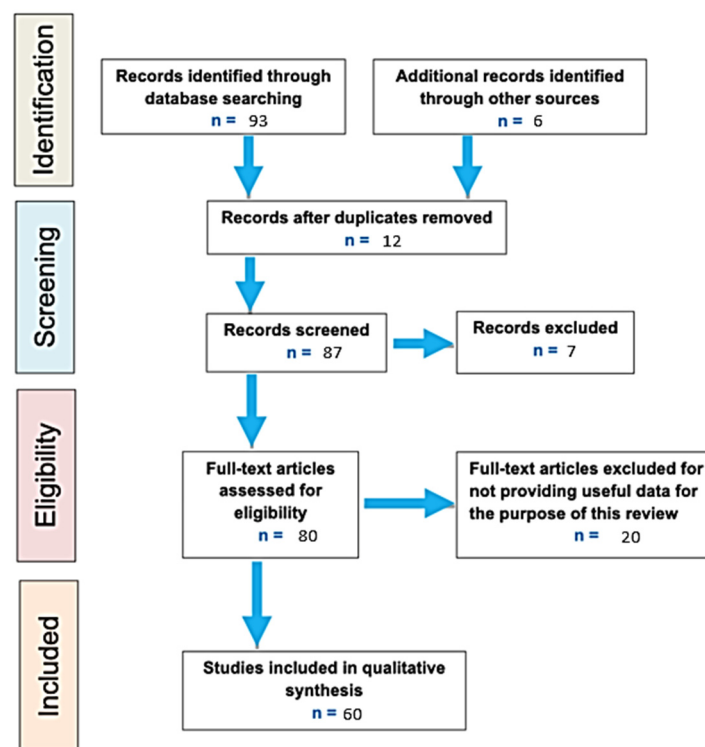 Identification
Records identified through
database searching
n = 93
Additional records identified
through other sources
n = 6
Screening
Records after duplicates removed
n = 12
Records screened
n = 87
Records excluded
n = 7
Eligibility
Full-text articles
assessed for
eligibility
n = 80
Full-text articles excluded for
not providing useful data for
the purpose of this review
n = 20
Included
Studies included in qualitative
synthesis
n = 60